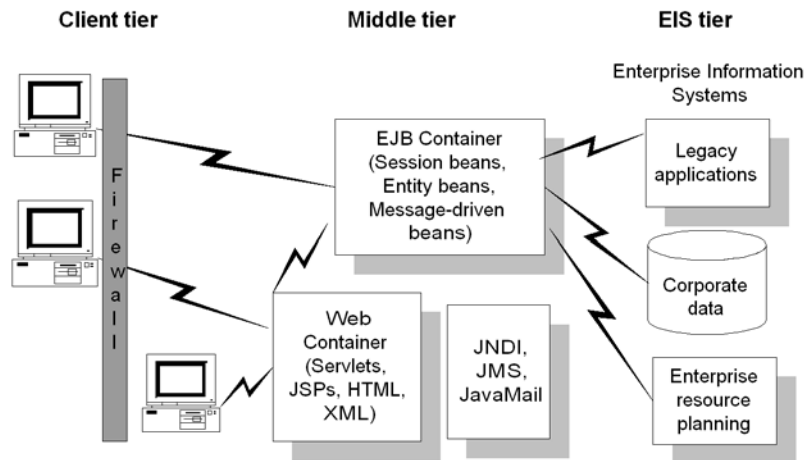 Client tier
Middle tier
EIS tier
Firewall
EJB Container
(Session beans,
Entity beans,
Message-driven
beans)
Web
Container
(Servlets,
JSPs, HTML,
XML)
JNDI,
JMS,
JavaMail
Enterprise Information
Systems
Legacy
applications
Corporate
data
Enterprise
resource
planning